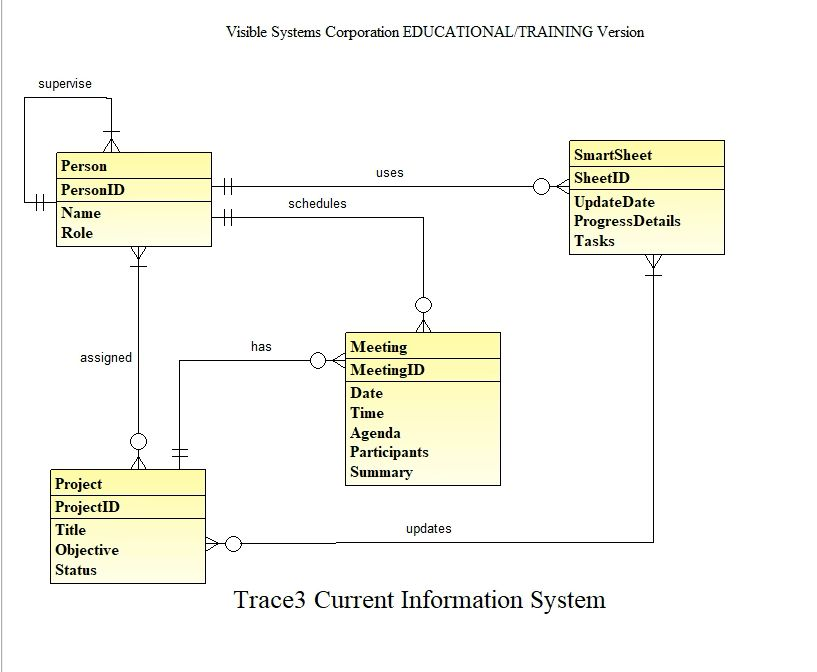 Visible Systems Corporation EDUCATIONAL/TRAINING Version
supervise
Person
PersonID
Name
Role
uses
schedules
SmartSheet
SheetID
UpdateDate
ProgressDetails
Tasks
assigned
has
Meeting
MeetingID
Date
Time
Agenda
Participants
Summary
Project
ProjectID
Title
Objective
Status
updates
Trace3 Current Information System